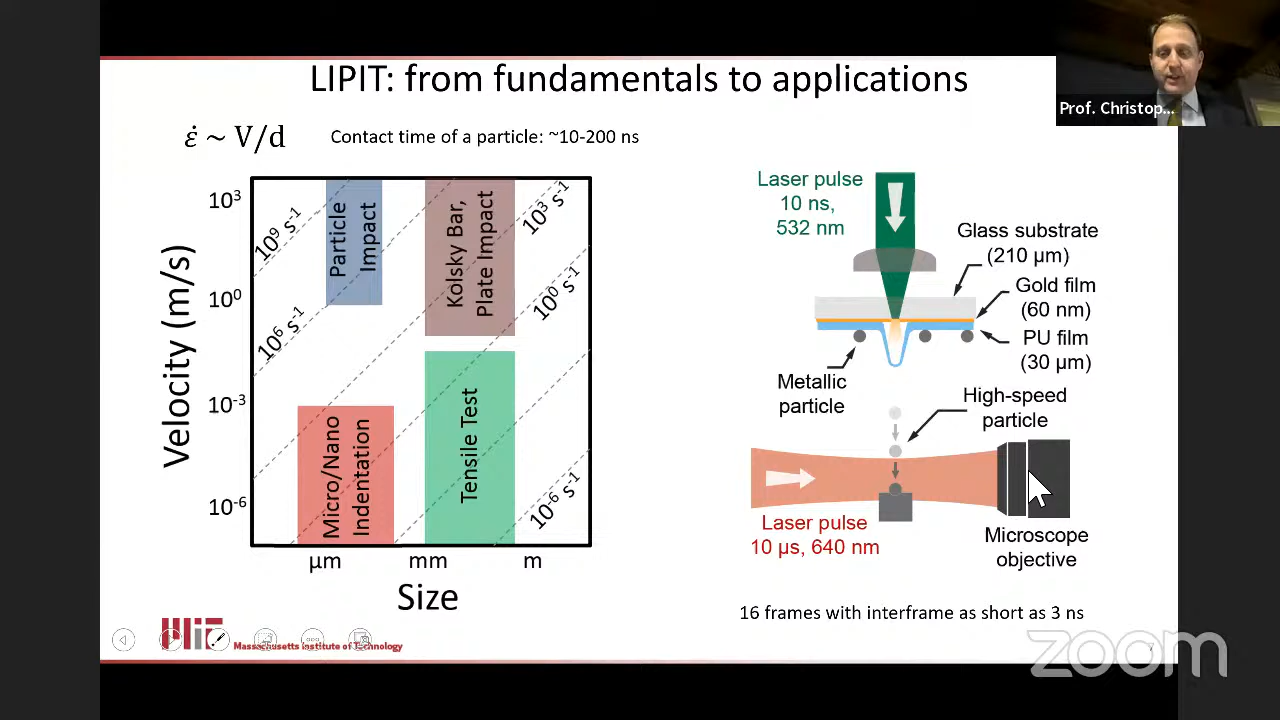 LIPIT: from fundamentals to applications
Prof. Christop...
ε̇ ~ V/d
Contact time of a particle: ~10-200 ns
Velocity (m/s)
10³
10⁰
10⁻³
10⁻⁶
10⁹ s⁻¹
10⁶ s⁻¹
10³ s⁻¹
10⁰ s⁻¹
10⁻⁶ s⁻¹
Particle
Impact
Kolsky Bar,
Plate Impact
Micro/Nano
Indentation
Tensile Test
μm
mm
m
Size
Laser pulse
10 ns,
532 nm
Glass substrate
(210 μm)
Gold film
(60 nm)
PU film
(30 μm)
Metallic
particle
High-speed
particle
Laser pulse
10 μs, 640 nm
Microscope
objective
16 frames with interframe as short as 3 ns
MIT
Massachusetts Institute of Technology
7
zoom